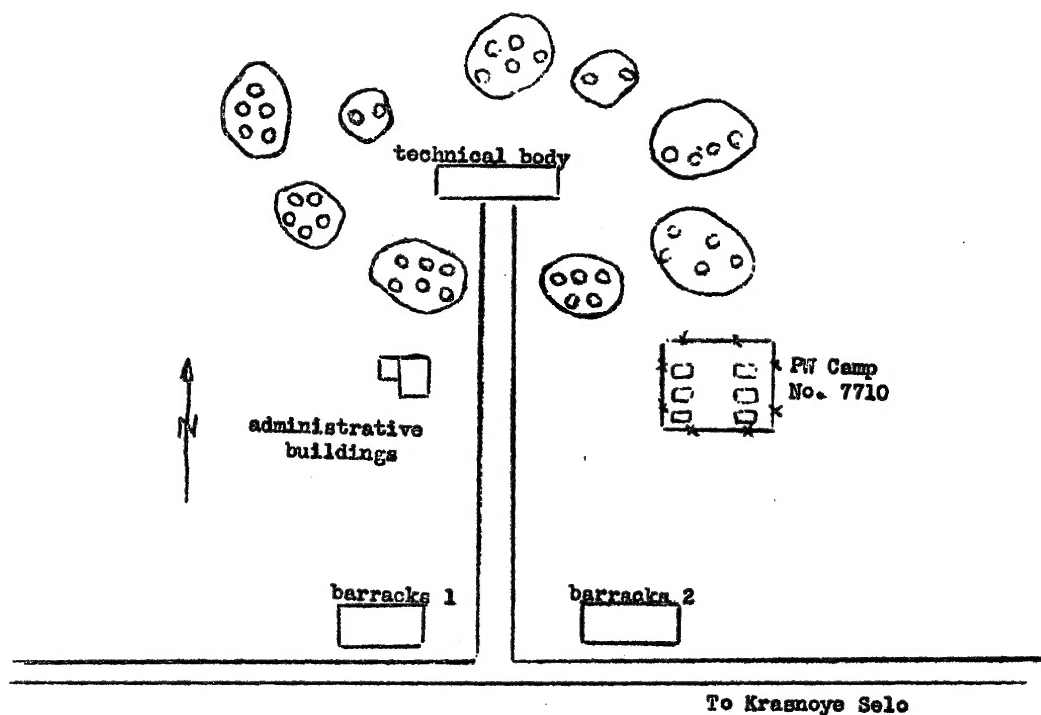 technical body
PW Camp
No. 7710
N
administrative
buildings
barracks 1
barracks 2
To Krasnoye Selo